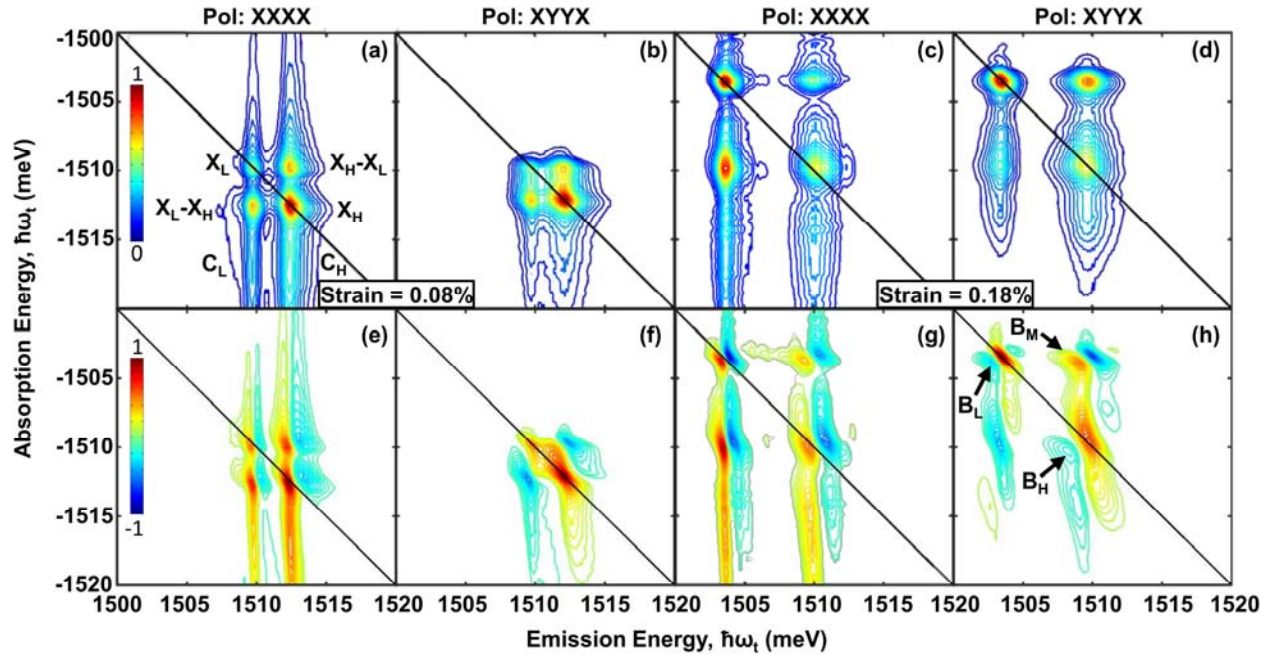 Pol: XXXX Pol: XYYX Pol: XXXX Pol: XYYX
-1500 (a) (b) (c) (d)
1
-1505
X_L X_H-X_L
-1510
X_L-X_H X_H
0
-1515
C_L C_H
Strain = 0.08% Strain = 0.18%
Absorption Energy, ħω_t (meV)
(e) (f) (g) (h)
1
B_M
-1505
B_L
-1510
B_H
-1
-1515
-1520
1500 1505 1510 1515 1520 1505 1510 1515 1520 1505 1510 1515 1520 1505 1510 1515 1520
Emission Energy, ħω_t (meV)